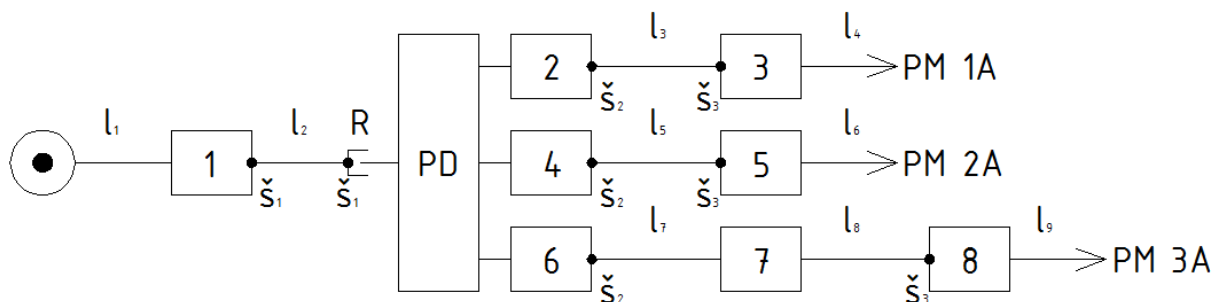 l₃ l₄
2 3 PM 1A
š₂ š₃
l₁ l₂ R l₅ l₆
1 PD 4 5 PM 2A
š₁ š₁ š₂ š₃
l₇ l₈ l₉
6 7 8 PM 3A
š₂ š₃